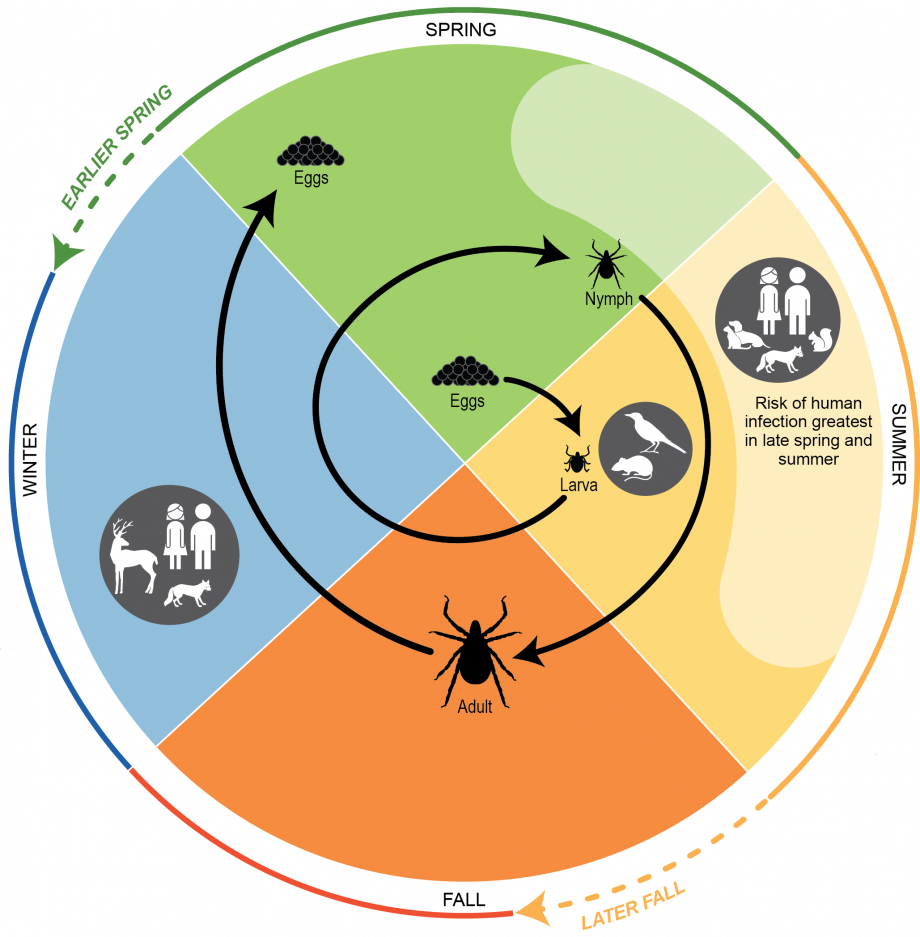 SPRING
EARLIER SPRING
Eggs
Nymph
Eggs
Larva
Risk of human
infection greatest
in late spring and
summer
SUMMER
WINTER
Adult
FALL
LATER FALL